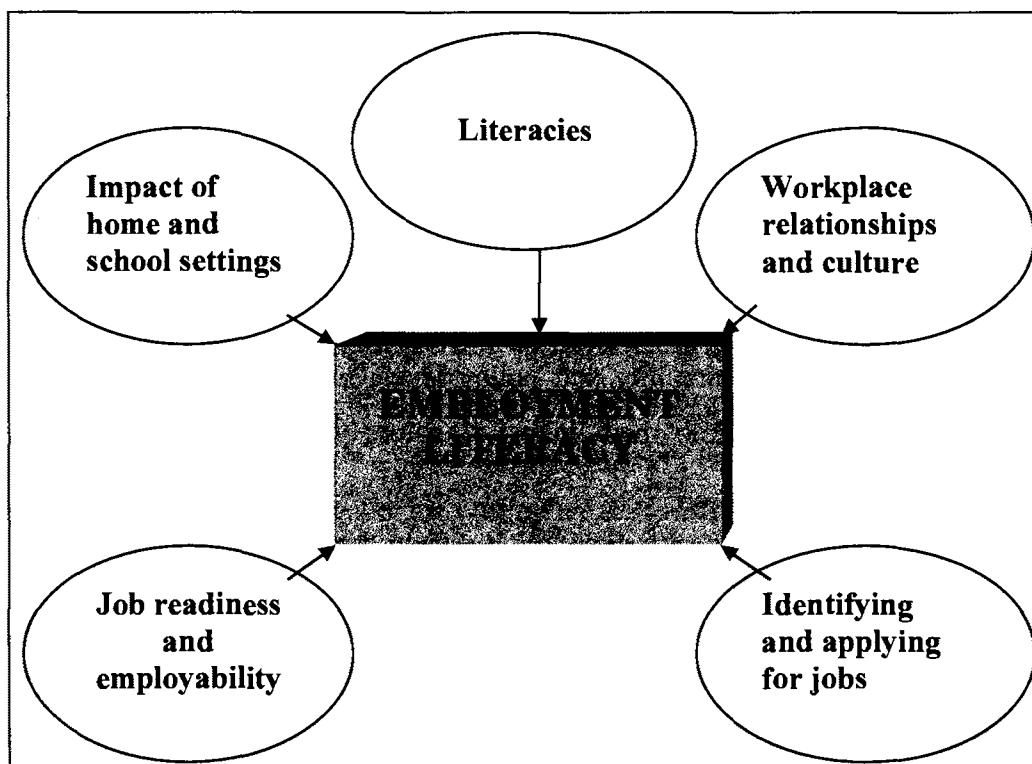 Literacies
Impact of
home and
school settings
Workplace
relationships
and culture
EMPLOYMENT
LITERACY
Job readiness
and
employability
Identifying
and applying
for jobs